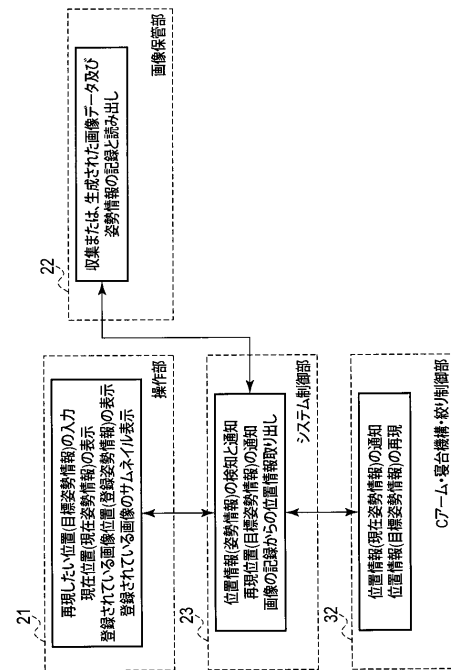 21
再現したい位置(目標姿勢情報)の入力
現在位置(現在姿勢情報)の表示
登録されている画像位置(登録姿勢情報)の表示
登録されている画像のサムネイル表示
操作部
22
収集または、生成された画像データ及び
姿勢情報の記録と読み出し
画像保管部
23
位置情報(姿勢情報)の検知と通知
再現位置(目標姿勢情報)の通知
画像の記録からの位置情報取り出し
システム制御部
32
位置情報(現在姿勢情報)の通知
位置情報(目標姿勢情報)の再現
Cアーム・寝台機構・絞り制御部